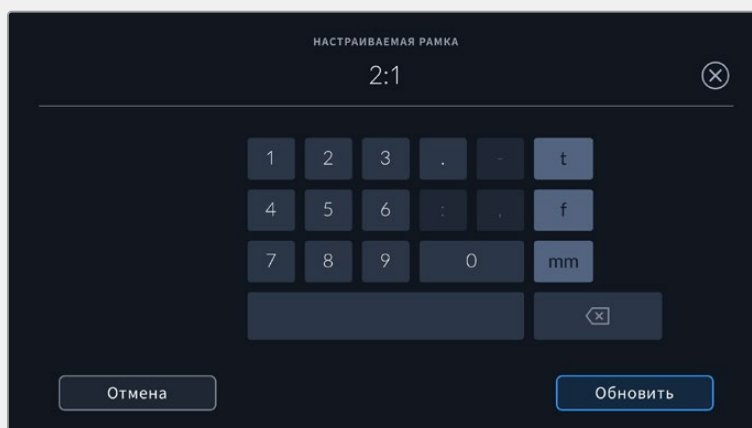 НАСТРАИВАЕМАЯ РАМКА
2:1
1 2 3 . - t
4 5 6 : , f
7 8 9 0 mm
Отмена Обновить